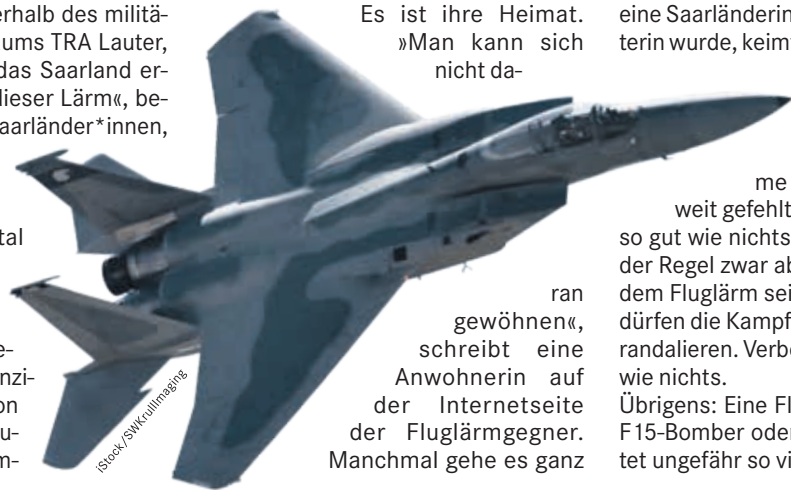 erhalb des militä-
ums TRA Lauter,
das Saarland er-
dieser Lärm«, be-
aarländer*innen,
tal
e-
nzi-
on
u-
m-
iStock/SWKrullImaging
Es ist ihre Heimat.
»Man kann sich
nicht da-
ran
gewöhnen«,
schreibt eine
Anwohnerin auf
der Internetseite
der Fluglärmgegner.
Manchmal gehe es ganz
eine Saarländerin
terin wurde, keim
me
weit gefehlt
so gut wie nichts
der Regel zwar ab
dem Fluglärm sei
dürfen die Kampf
randalieren. Verbo
wie nichts.
Übrigens: Eine Fl
F15-Bomber oder
tet ungefähr so vi